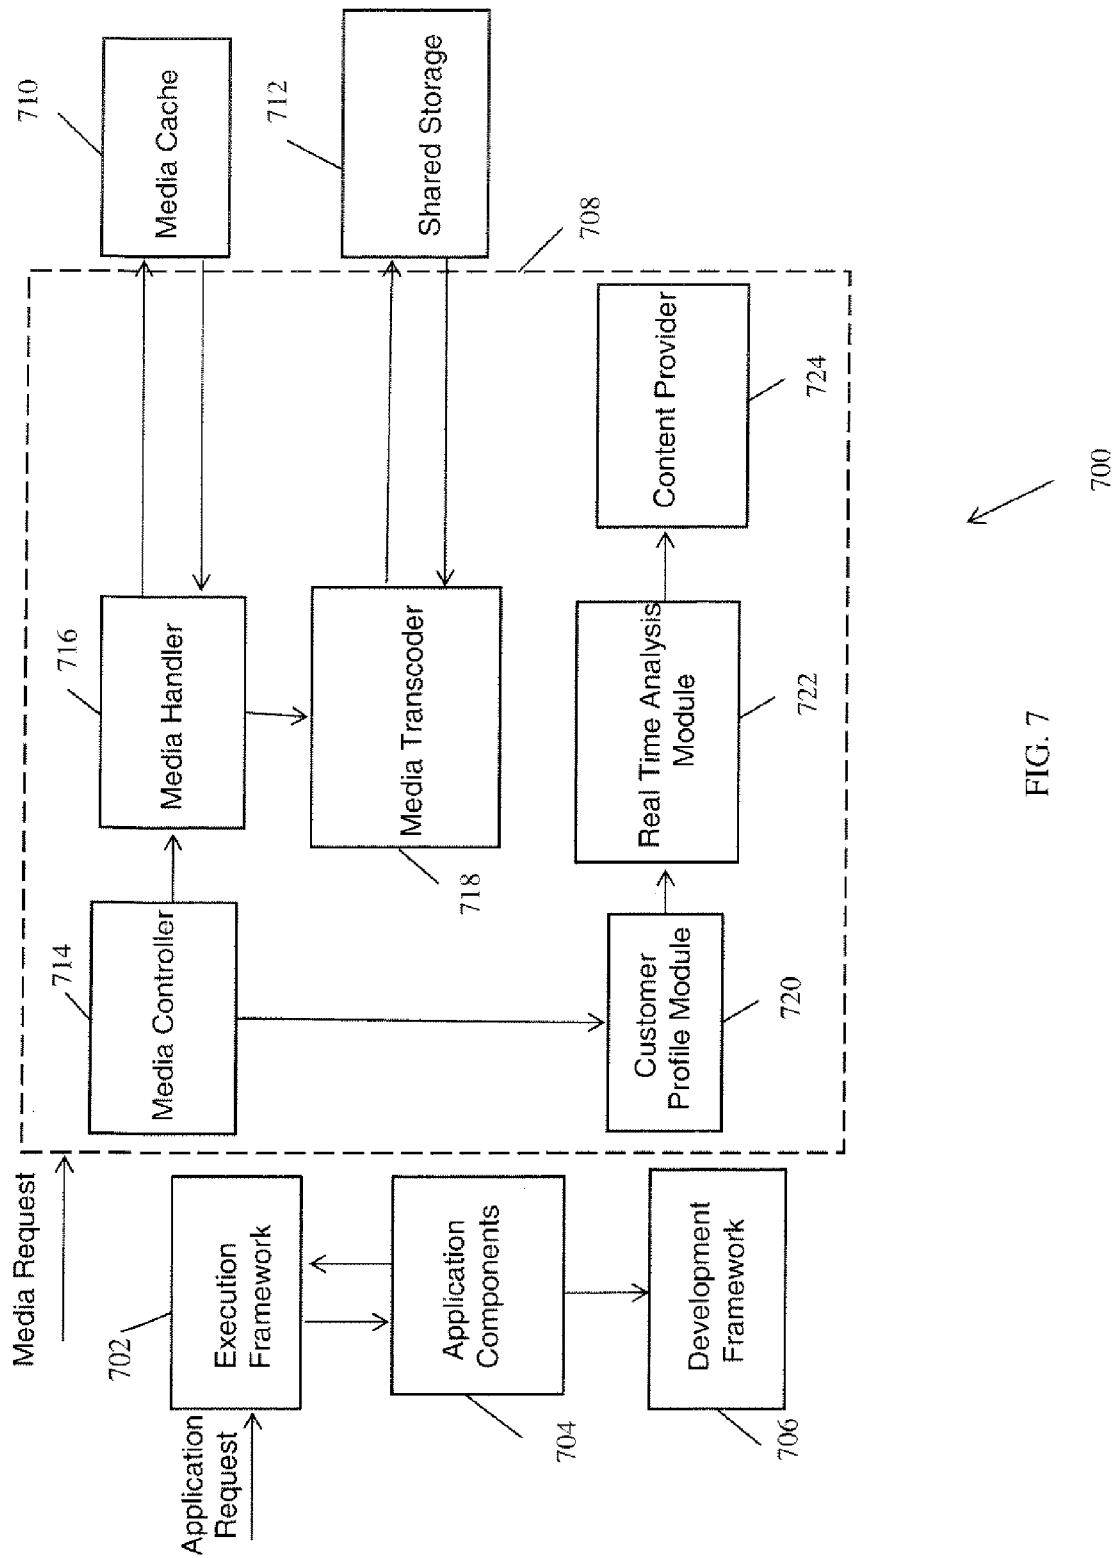 Media Request
Application
Request
702
Execution
Framework
704
Application
Components
706
Development
Framework
714
Media Controller
716
Media Handler
718
Media Transcoder
720
Customer
Profile Module
722
Real Time Analysis
Module
724
Content Provider
708
710
Media Cache
712
Shared Storage
700
FIG. 7